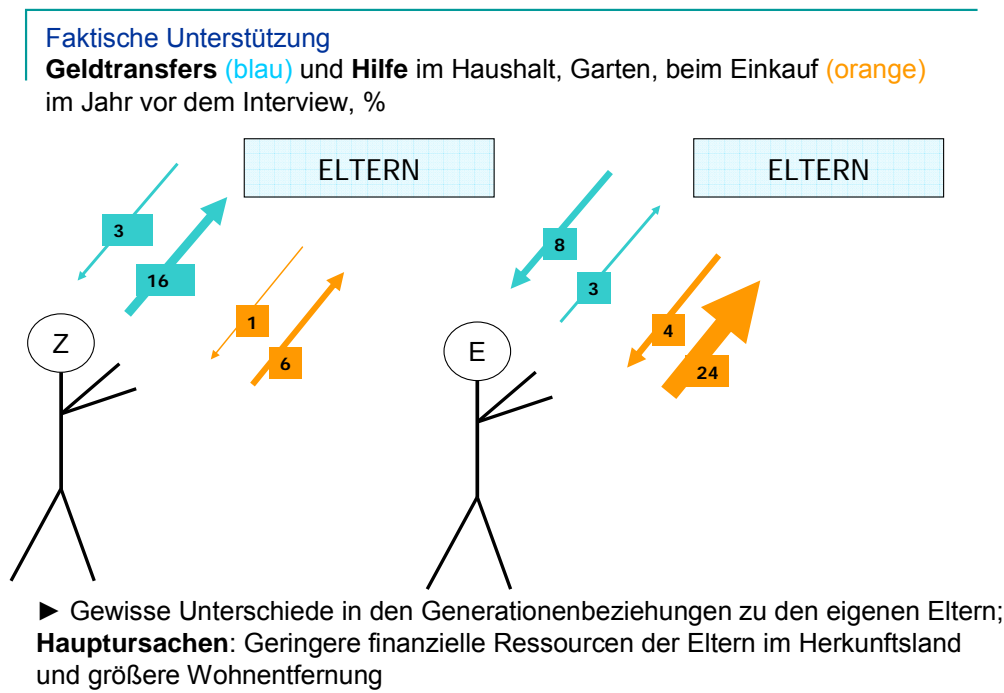 Faktische Unterstützung
Geldtransfers (blau) und Hilfe im Haushalt, Garten, beim Einkauf (orange)
im Jahr vor dem Interview, %
ELTERN
3
16
1
6
Z
ELTERN
8
3
4
24
E
► Gewisse Unterschiede in den Generationenbeziehungen zu den eigenen Eltern;
Hauptursachen: Geringere finanzielle Ressourcen der Eltern im Herkunftsland
und größere Wohnentfernung